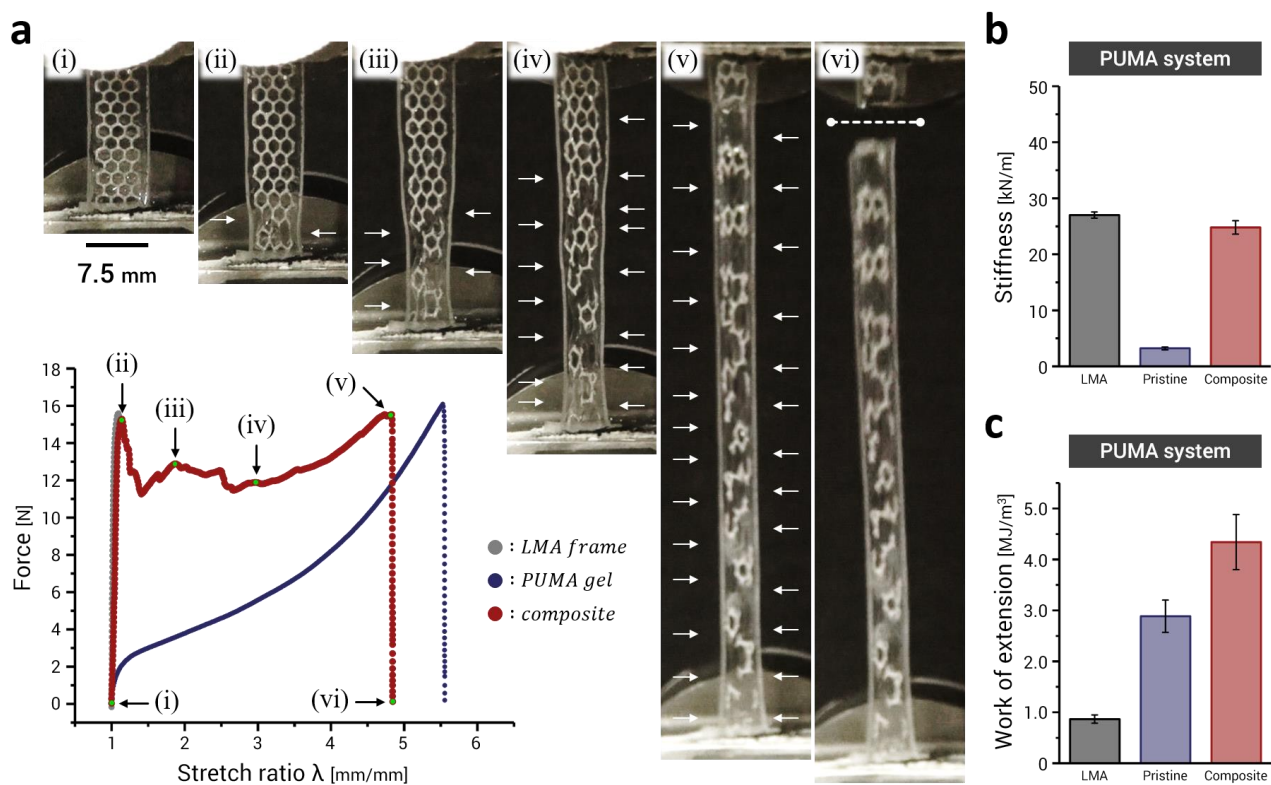 a
(i)
(ii)
(iii)
(iv)
(v)
(vi)
7.5 mm
18
16
14
12
10
8
6
4
2
0
Force [N]
(ii)
(iii)
(iv)
(v)
(i)
(vi)
: LMA frame
: PUMA gel
: composite
1
2
3
4
5
6
Stretch ratio λ [mm/mm]
b
PUMA system
50
40
30
20
10
0
Stiffness [kN/m]
LMA
Pristine
Composite
c
PUMA system
5.0
4.0
3.0
2.0
1.0
0.0
Work of extension [MJ/m³]
LMA
Pristine
Composite